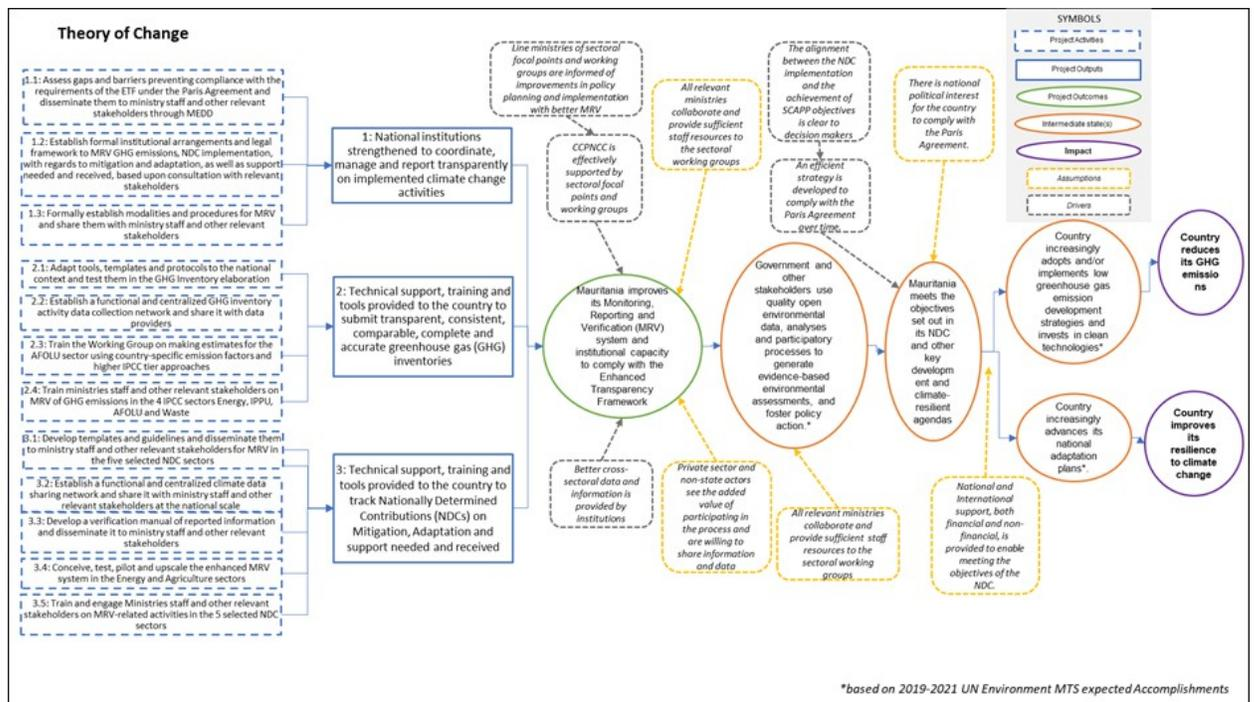 Theory of Change
1.1: Assess gaps and barriers preventing compliance with the
requirements of the ETF under the Paris Agreement and
disseminate them to ministry staff and other relevant
stakeholders through MEDD
1.2: Establish formal institutional arrangements and legal
framework to MRV GHG emissions, NDC implementation,
with regards to mitigation and adaptation, as well as support
needed and received, based upon consultation with relevant
stakeholders
1.3: Formally establish modalities and procedures for MRV
and share them with ministry staff and other relevant
stakeholders
2.1: Adapt tools, templates and protocols to the national
context and test them in the GHG Inventory elaboration
2.2: Establish a functional and centralized GHG inventory
activity data collection network and share it with data
providers
2.3: Train the Working Group on making estimates for the
AFOLU sector using country-specific emission factors and
higher IPCC tier approaches
2.4: Train ministries staff and other relevant stakeholders on
MRV of GHG emissions in the 4 IPCC sectors Energy, IPPU,
AFOLU and Waste
3.1: Develop templates and guidelines and disseminate them
to ministry staff and other relevant stakeholders for MRV in
the five selected NDC sectors
3.2: Establish a functional and centralized climate data
sharing network and share it with ministry staff and other
relevant stakeholders at the national scale
3.3: Develop a verification manual of reported information
and disseminate it to ministry staff and other relevant
stakeholders
3.4: Conceive, test, pilot and upscale the enhanced MRV
system in the Energy and Agriculture sectors
3.5: Train and engage Ministries staff and other relevant
stakeholders on MRV-related activities in the 5 selected NDC
sectors
1: National institutions
strengthened to coordinate,
manage and report transparently
on implemented climate change
activities
2: Technical support, training and
tools provided to the country to
submit transparent, consistent,
comparable, complete and
accurate greenhouse gas (GHG)
inventories
3: Technical support, training and
tools provided to the country to
track Nationally Determined
Contributions (NDCs) on
Mitigation, Adaptation and
support needed and received
Line ministries of sectoral
focal points and working
groups are informed of
improvements in policy
planning and implementation
with better MRV
CCPNCC is
effectively
supported by
sectoral focal
points and
working groups
All relevant
ministries
collaborate and
provide sufficient
staff resources to
the sectoral
working groups
Mauritania improves
its Monitoring,
Reporting and
Verification (MRV)
system and
institutional capacity
to comply with the
Enhanced
Transparency
Framework
Better cross-
sectoral data and
information is
provided by
institutions
Private sector and
non-state actors
see the added
value of
participating in
the process and
are willing to
share information
and data
The alignment
between the NDC
implementation
and the
achievement of
SCAPP objectives
is clear to
decision makers
An efficient
strategy is
developed to
comply with the
Paris Agreement
over time.
There is national
political interest
for the country
to comply with
the Paris
Agreement.
Government and
other
stakeholders use
quality open
environmental
data, analyses
and participatory
processes to
generate
evidence-based
environmental
assessments, and
foster policy
action.*
All relevant ministries
collaborate and
provide sufficient staff
resources to the
sectoral working
groups
Mauritania
meets the
objectives
set out in
its NDC
and other
key
developm
ent and
climate-
resilient
agendas
National and
International
support, both
financial and non-
financial, is
provided to enable
meeting the
objectives of the
NDC.
SYMBOLS
Project Activities
Project Outputs
Project Outcomes
Intermediate state(s)
Impact
Assumptions
Drivers
Country
increasingly
adopts and/or
implements low
greenhouse gas
emission
development
strategies and
invests in clean
technologies*
Country
increasingly
advances its
national
adaptation
plans*.
Country
reduces
its GHG
emissio
ns
Country
improves
its
resilience
to climate
change
*based on 2019-2021 UN Environment MTS expected Accomplishments